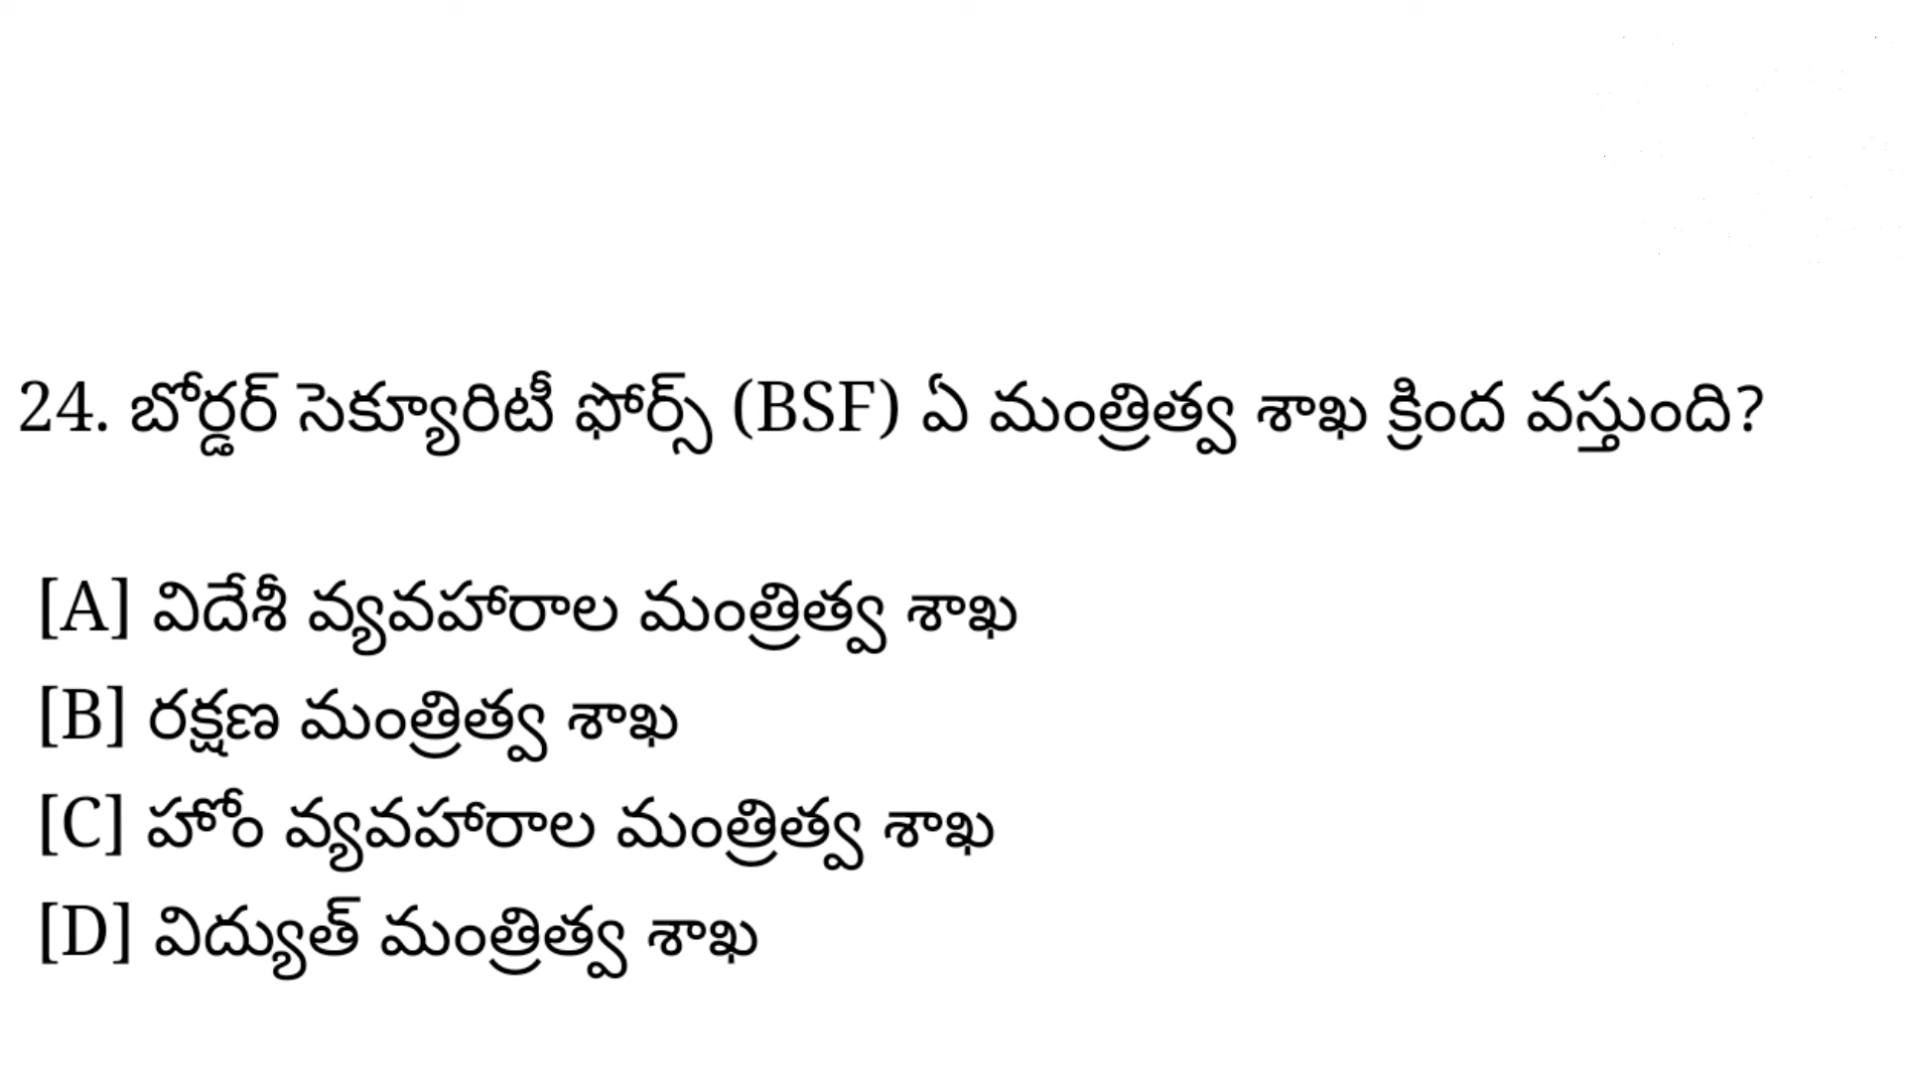 24. బోర్డర్ సెక్యూరిటీ ఫోర్స్ (BSF) ఏ మంత్రిత్వ శాఖ క్రింద వస్తుంది?
[A] విదేశీ వ్యవహారాల మంత్రిత్వ శాఖ
[B] రక్షణ మంత్రిత్వ శాఖ
[C] హోం వ్యవహారాల మంత్రిత్వ శాఖ
[D] విద్యుత్ మంత్రిత్వ శాఖ